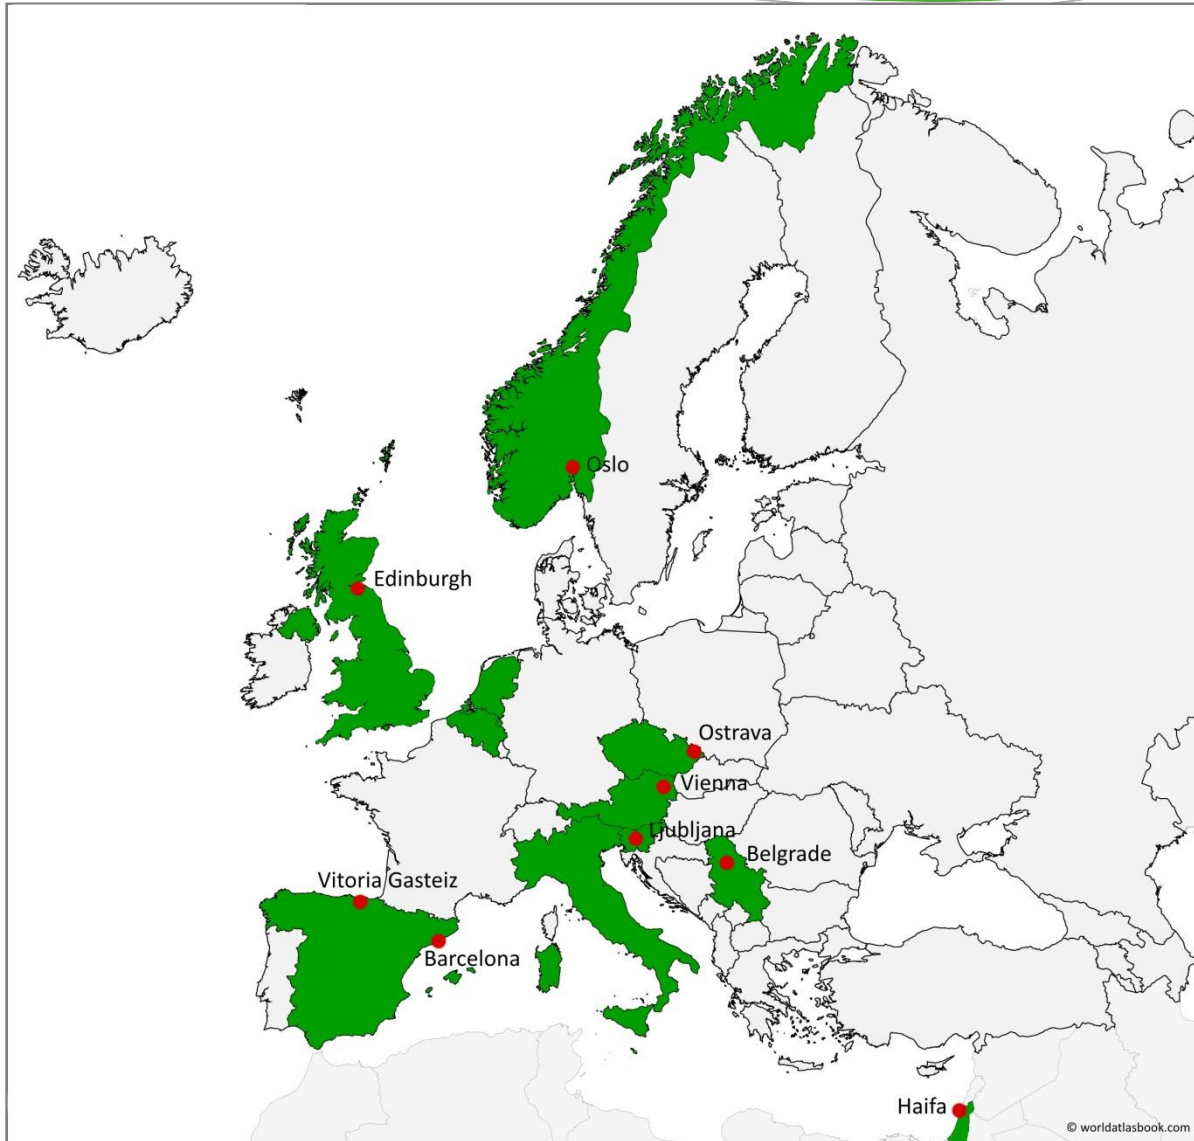 Oslo
Edinburgh
Ostrava
Vienna
Ljubljana
Belgrade
Vitoria Gasteiz
Barcelona
Haifa
© worldatlasbook.com